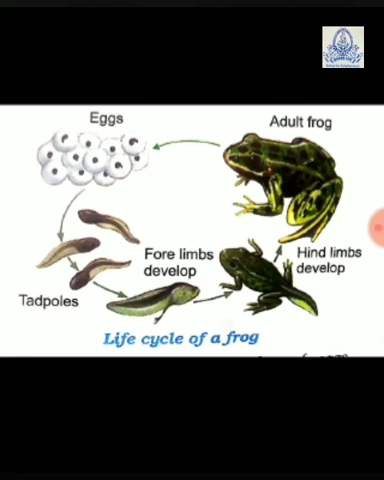 Eggs
Adult frog
Fore limbs
develop
Hind limbs
develop
Tadpoles
Life cycle of a frog